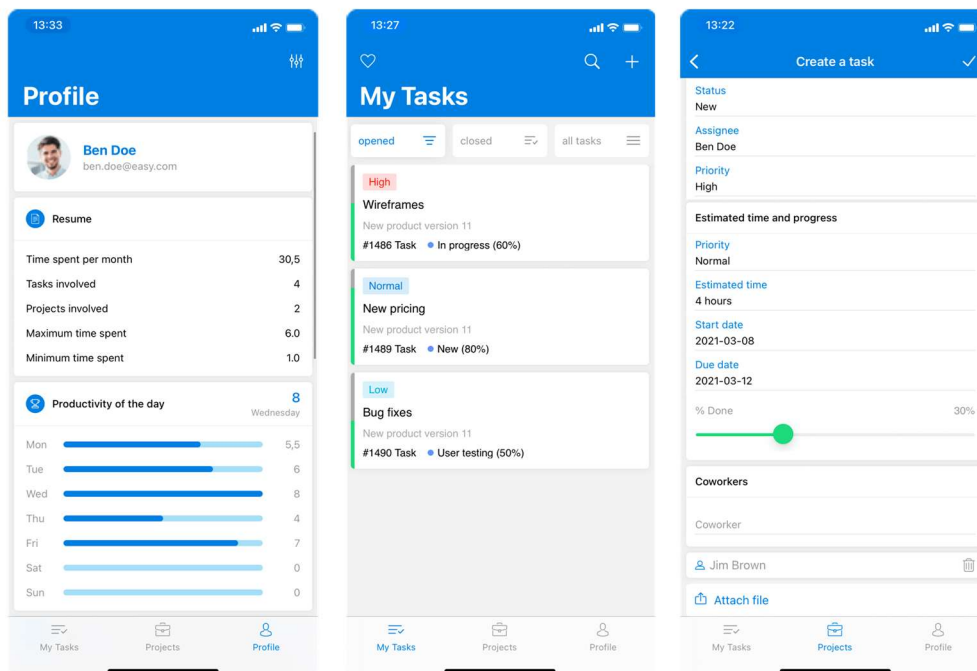 13:33
Profile
Ben Doe
ben.doe@easy.com
Resume
Time spent per month 30,5
Tasks involved 4
Projects involved 2
Maximum time spent 6.0
Minimum time spent 1.0
Productivity of the day 8
Wednesday
Mon 5,5
Tue 6
Wed 8
Thu 4
Fri 7
Sat 0
Sun 0
My Tasks Projects Profile
13:27
My Tasks
opened closed all tasks
High
Wireframes
New product version 11
#1486 Task In progress (60%)
Normal
New pricing
New product version 11
#1489 Task New (80%)
Low
Bug fixes
New product version 11
#1490 Task User testing (50%)
My Tasks Projects Profile
13:22
Create a task
Status
New
Assignee
Ben Doe
Priority
High
Estimated time and progress
Priority
Normal
Estimated time
4 hours
Start date
2021-03-08
Due date
2021-03-12
% Done 30%
Coworkers
Coworker
Jim Brown
Attach file
My Tasks Projects Profile